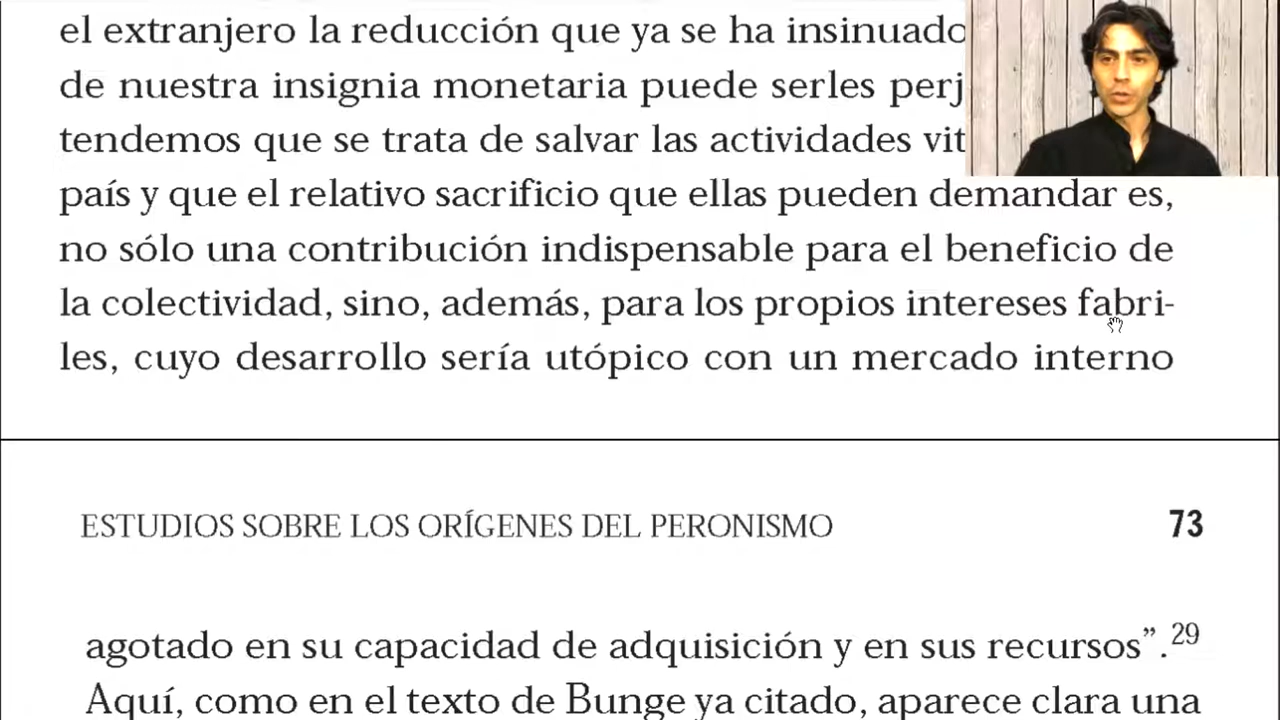 el extranjero la reducción que ya se ha insinuado
de nuestra insignia monetaria puede serles perj
tendemos que se trata de salvar las actividades vit
país y que el relativo sacrificio que ellas pueden demandar es,
no sólo una contribución indispensable para el beneficio de
la colectividad, sino, además, para los propios intereses fabri-
les, cuyo desarrollo sería utópico con un mercado interno
ESTUDIOS SOBRE LOS ORÍGENES DEL PERONISMO 73
agotado en su capacidad de adquisición y en sus recursos”.29
Aquí, como en el texto de Bunge ya citado, aparece clara una